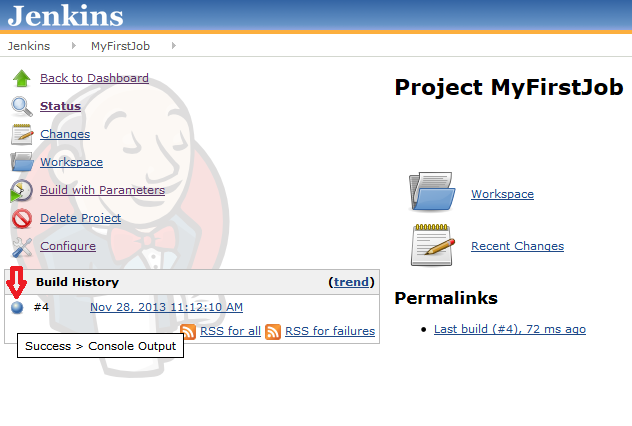 Jenkins
Jenkins MyFirstJob
Back to Dashboard
Status
Changes
Workspace
Build with Parameters
Delete Project
Configure
Build History (trend)
#4 Nov 28, 2013 11:12:10 AM
RSS for all RSS for failures
Success > Console Output
Project MyFirstJob
Workspace
Recent Changes
Permalinks
Last build (#4), 72 ms ago